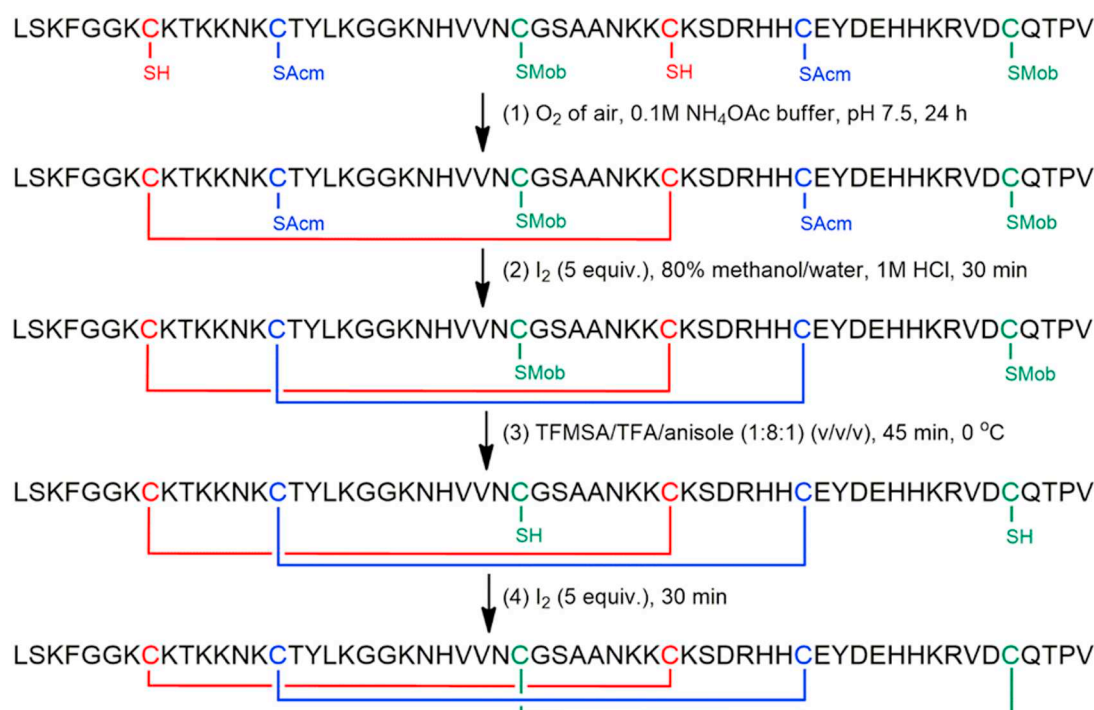 LSKFGGKCKTKKNKCTYLKGGKNHVVNCGSAANKKCKSDRHHCEYDEHHKRVDCQTPV
SH SAcm SMob SH SAcm SMob
(1) O₂ of air, 0.1M NH₄OAc buffer, pH 7.5, 24 h
LSKFGGKCKTKKNKCTYLKGGKNHVVNCGSAANKKCKSDRHHCEYDEHHKRVDCQTPV
SAcm SMob SAcm SMob
(2) I₂ (5 equiv.), 80% methanol/water, 1M HCl, 30 min
LSKFGGKCKTKKNKCTYLKGGKNHVVNCGSAANKKCKSDRHHCEYDEHHKRVDCQTPV
SMob SMob
(3) TFMSA/TFA/anisole (1:8:1) (v/v/v), 45 min, 0 °C
LSKFGGKCKTKKNKCTYLKGGKNHVVNCGSAANKKCKSDRHHCEYDEHHKRVDCQTPV
SH SH
(4) I₂ (5 equiv.), 30 min
LSKFGGKCKTKKNKCTYLKGGKNHVVNCGSAANKKCKSDRHHCEYDEHHKRVDCQTPV